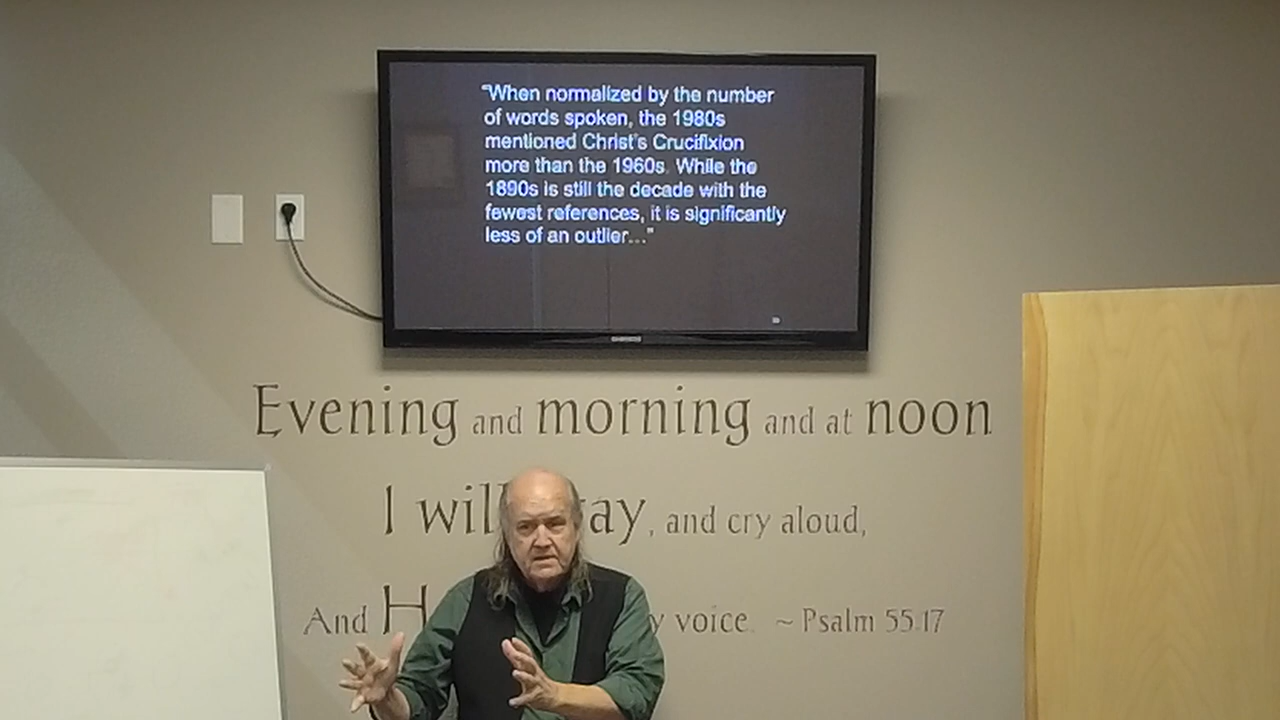 "When normalized by the number
of words spoken, the 1980s
mentioned Christ's Crucifixion
more than the 1960s. While the
1890s is still the decade with the
fewest references, it is significantly
less of an outlier…"
Evening and morning and at noon
I will ray, and cry aloud,
And H y voice. ~ Psalm 55:17